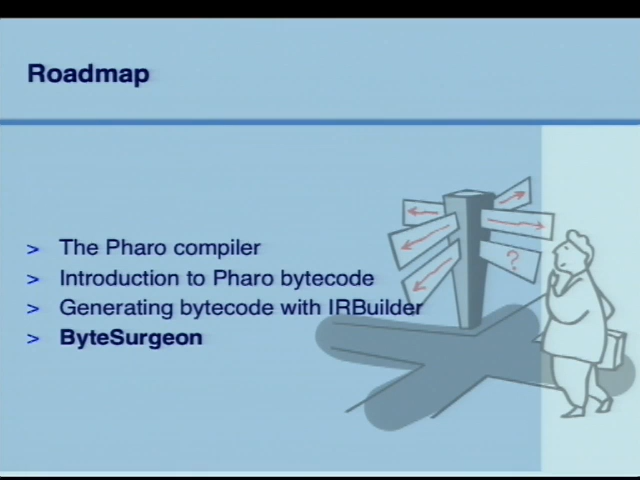 Roadmap
> The Pharo compiler
> Introduction to Pharo bytecode
> Generating bytecode with IRBuilder
> ByteSurgeon
?